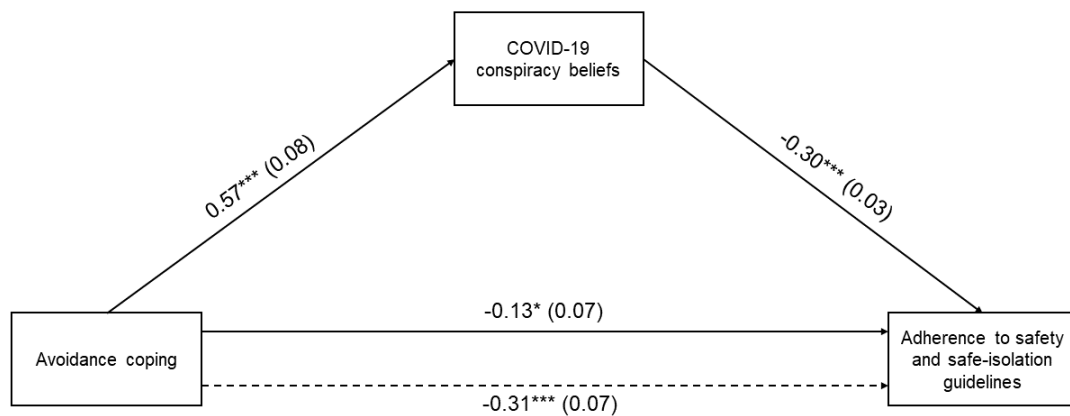 COVID-19
conspiracy beliefs
0.57*** (0.08)
-0.30*** (0.03)
-0.13* (0.07)
Avoidance coping
Adherence to safety
and safe-isolation
guidelines
-0.31*** (0.07)